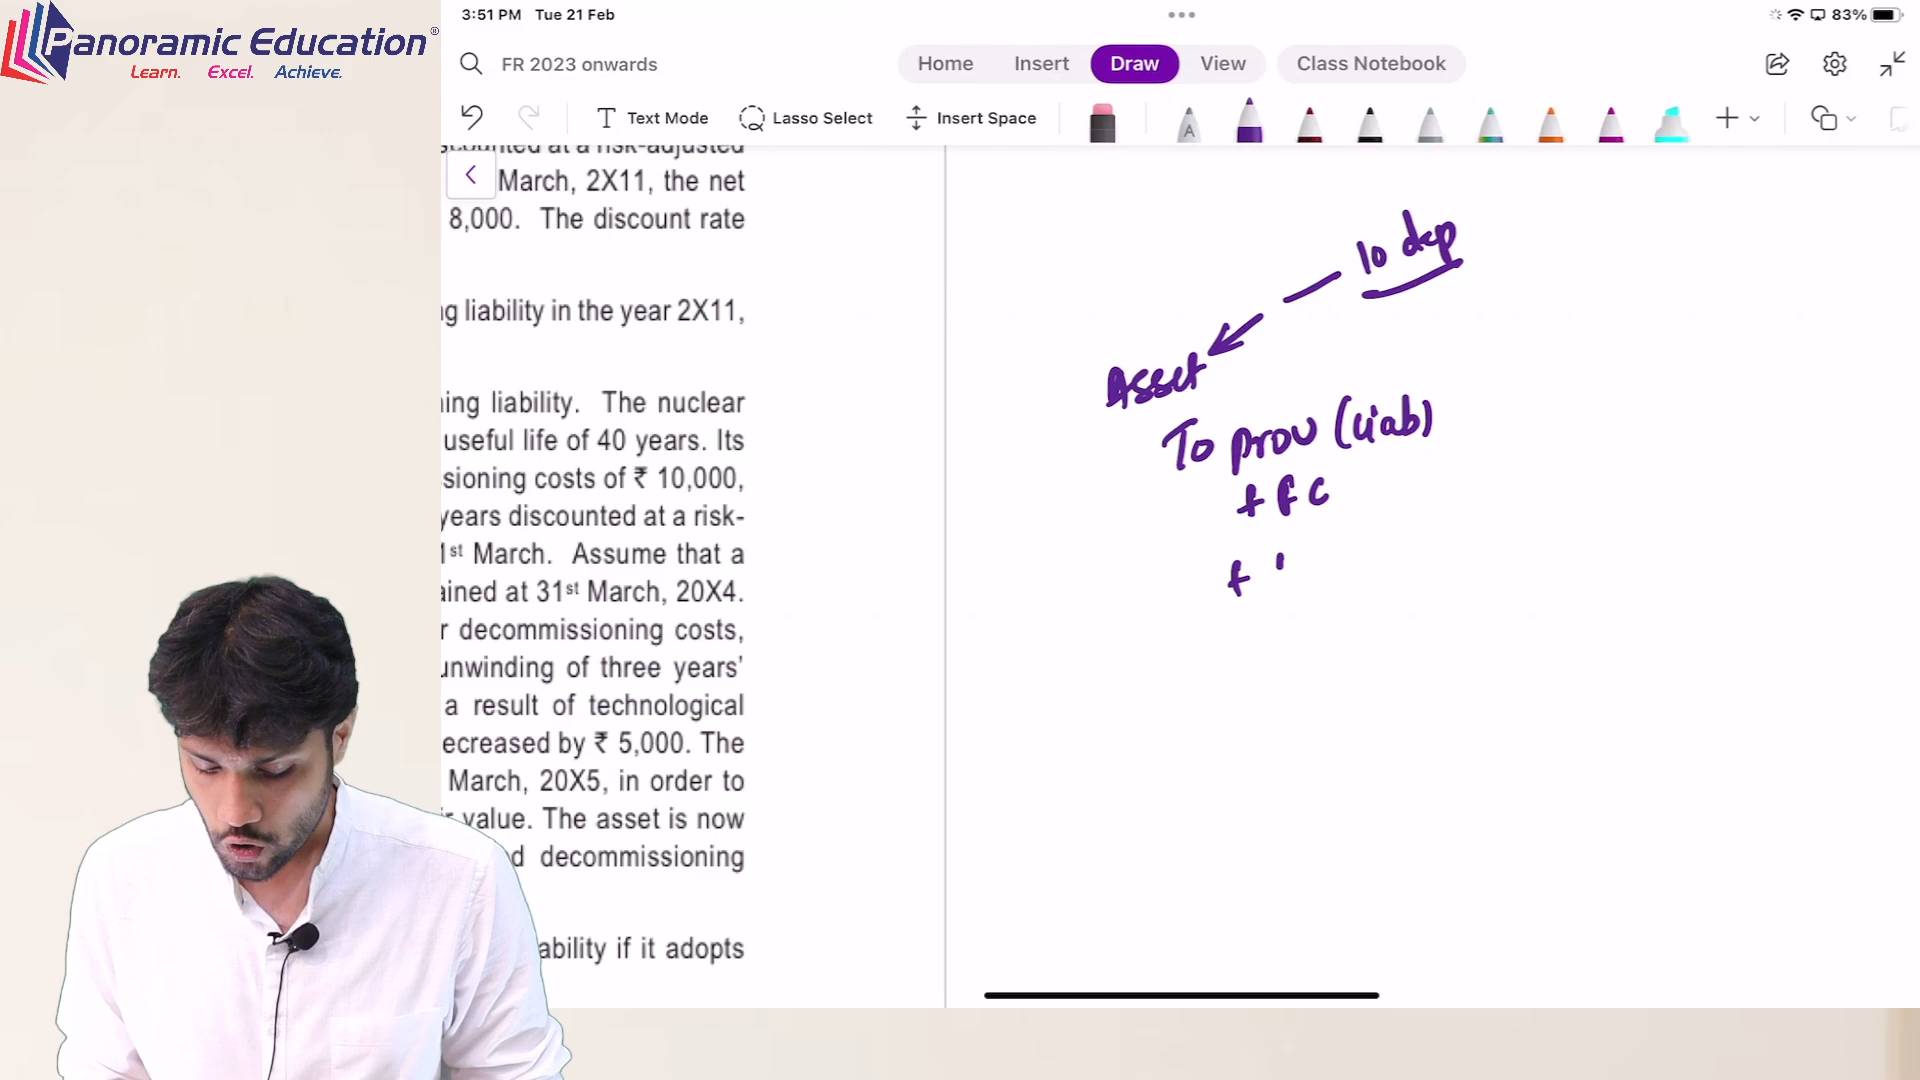 Panoramic Education®
Learn. Excel. Achieve.
3:51 PM Tue 21 Feb
83%
FR 2023 onwards
Home Insert Draw View Class Notebook
Text Mode Lasso Select Insert Space
A
counted at a risk-adjusted
March, 2X11, the net
8,000. The discount rate
liability in the year 2X11,
ning liability. The nuclear
useful life of 40 years. Its
sioning costs of ₹ 10,000,
years discounted at a risk-
1st March. Assume that a
ained at 31st March, 20X4.
r decommissioning costs,
unwinding of three years'
a result of technological
ecreased by ₹ 5,000. The
March, 20X5, in order to
value. The asset is now
d decommissioning
ability if it adopts
10 dep
Asset
To prov (liab)
+ F C
+